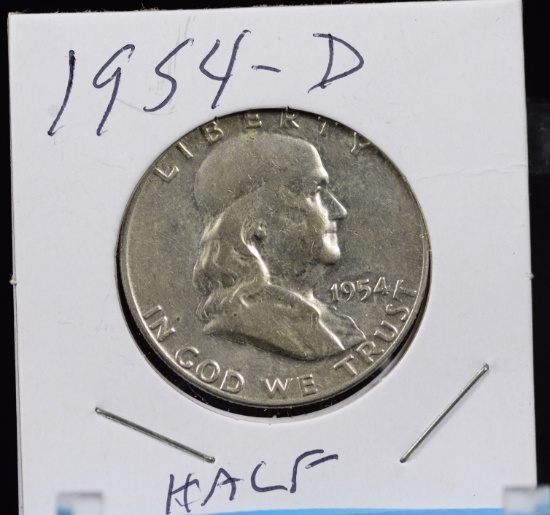 1954-D
LIBERTY
1954
IN GOD WE TRUST
HALF